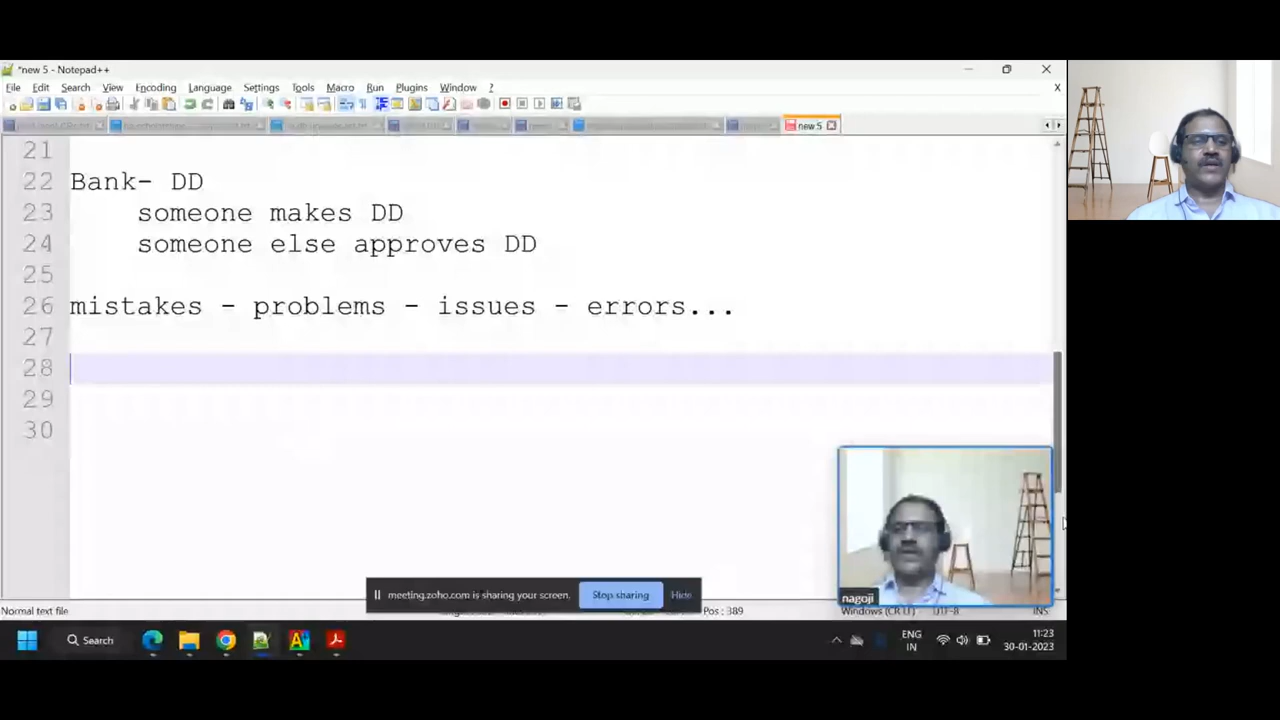 *new 5 - Notepad++
File Edit Search View Encoding Settings Tools Macro Run Plugins Window ?
X
new 5
21
22 Bank- DD
23 someone makes DD
24 someone else approves DD
25
26 mistakes - problems - issues - errors...
27
28
29
30
nagoji
meeting.zoho.com is sharing your screen. Stop sharing Hide
Normal text file Pos : 389 Windows (CR LF) UTF-8 INS
Search ENG IN 11:23 30-01-2023